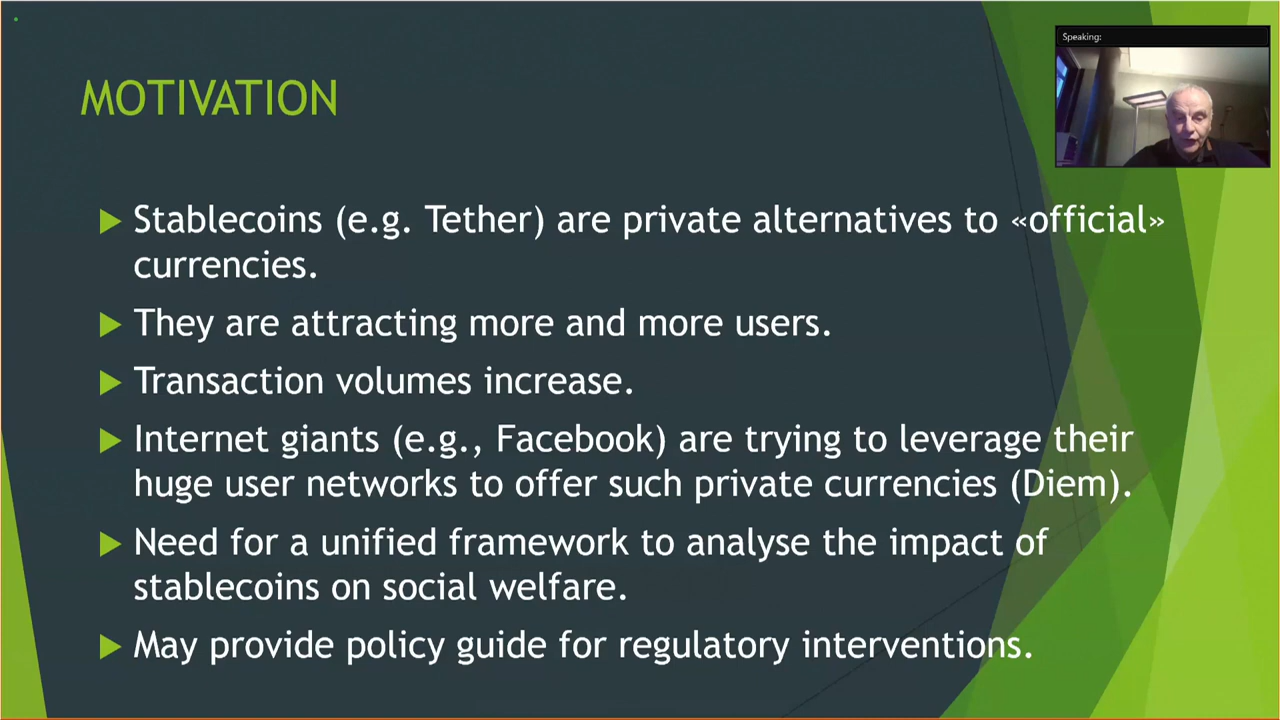 Speaking:
MOTIVATION
Stablecoins (e.g. Tether) are private alternatives to «official»
currencies.
They are attracting more and more users.
Transaction volumes increase.
Internet giants (e.g., Facebook) are trying to leverage their
huge user networks to offer such private currencies (Diem).
Need for a unified framework to analyse the impact of
stablecoins on social welfare.
May provide policy guide for regulatory interventions.